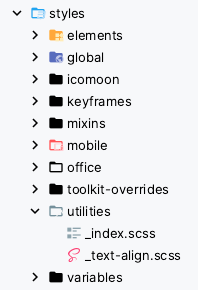 styles
elements
global
icomoon
keyframes
mixins
mobile
office
toolkit-overrides
utilities
_index.scss
_text-align.scss
variables